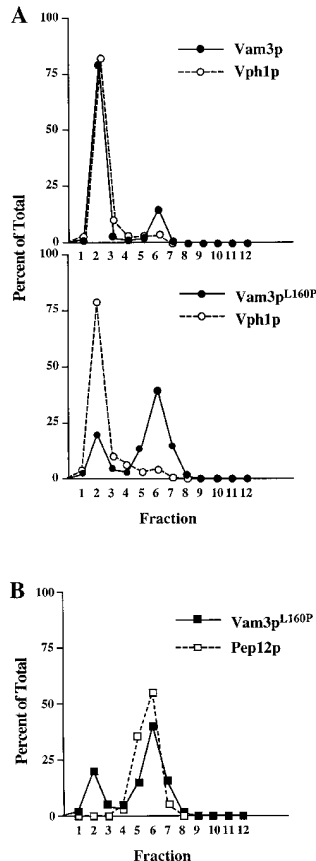 A
100
75
50
25
0
Vam3p
Vph1p
1 2 3 4 5 6 7 8 9 10 11 12
Percent of Total
100
75
50
25
0
Vam3pL160P
Vph1p
1 2 3 4 5 6 7 8 9 10 11 12
Fraction
B
100
75
50
25
0
Vam3pL160P
Pep12p
Percent of Total
1 2 3 4 5 6 7 8 9 10 11 12
Fraction